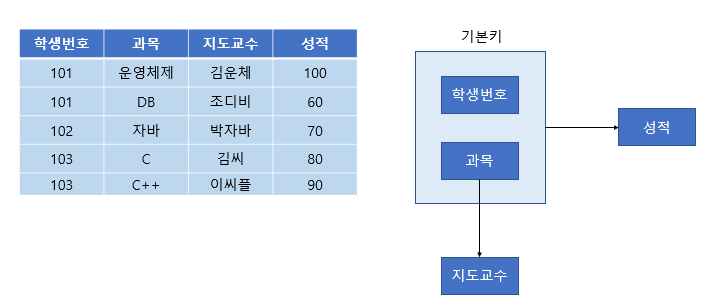 학생번호 과목 지도교수 성적
101 운영체제 김운체 100
101 DB 조디비 60
102 자바 박자바 70
103 C 김씨 80
103 C++ 이씨플 90
기본키
학생번호
과목
성적
지도교수